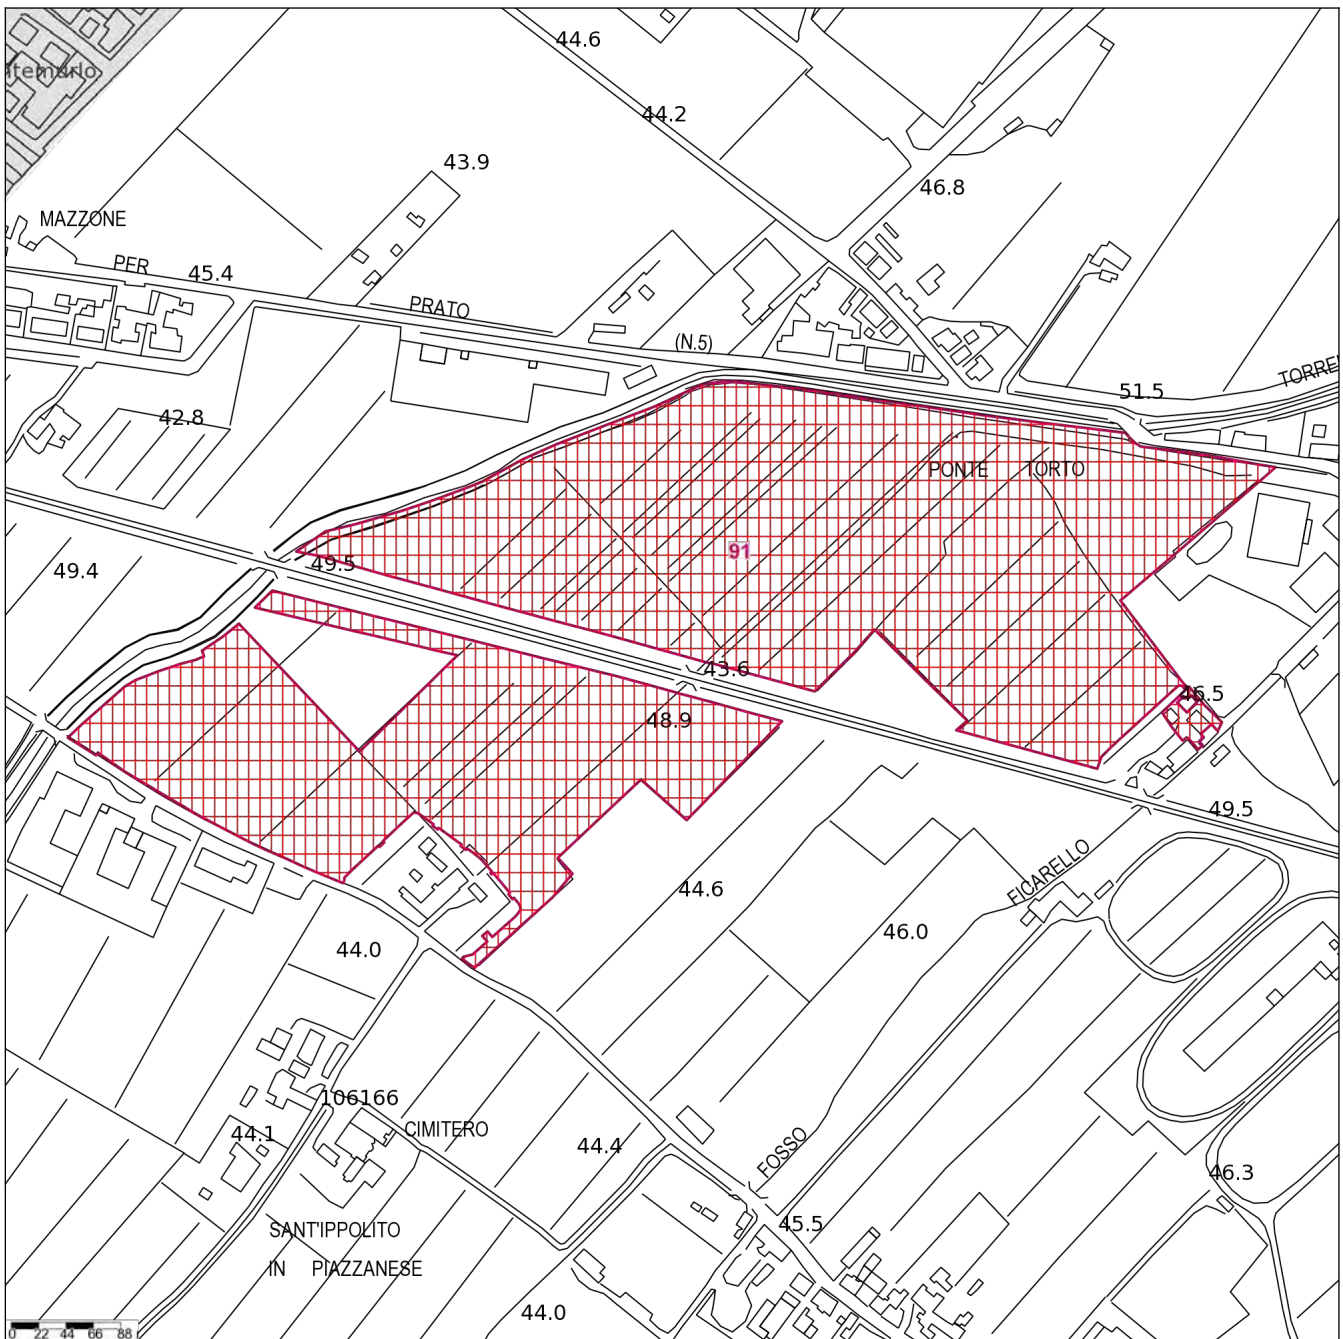 44.6
44.2
temurlo
43.9
46.8
MAZZONE
PER
45.4
PRATO
(N.5)
TORRE
51.5
42.8
PONTE TORTO
91
49.5
49.4
43.6
46.5
48.9
49.5
44.6
FICARELLO
46.0
44.0
106166
CIMITERO
44.1
44.4
FOSSO
46.3
45.5
SANT'IPPOLITO
IN PIAZZANESE
44.0
0 22 44 66 88